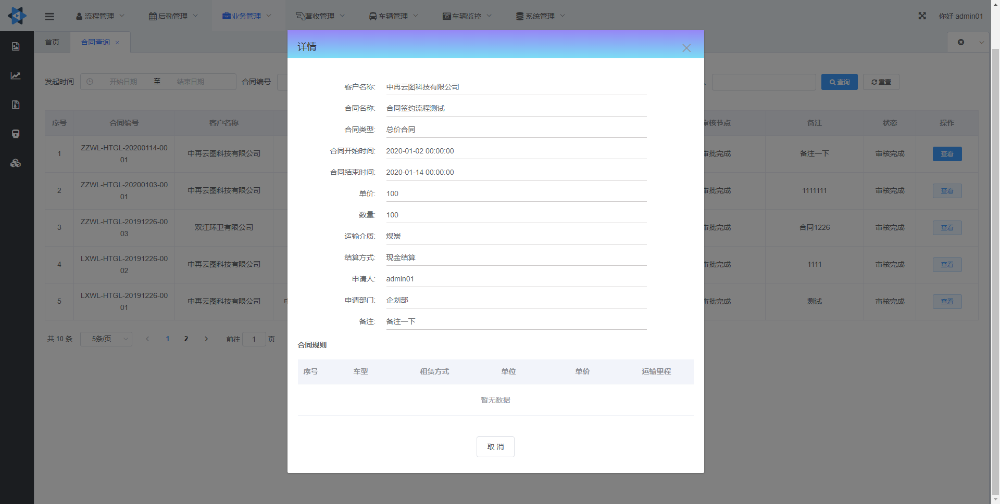 流程管理 后勤管理 业务管理 营收管理 车辆管理 车辆监控 系统管理 你好 admin01
首页 合同查询
详情
发起时间 开始日期 至 结束日期 合同编号 查询 重置
序号 合同编号 客户名称 审核节点 备注 状态 操作
1 ZZWL-HTGL-20200114-00 中再云图科技有限公司 审批完成 备注一下 审核完成 查看
01
2 ZZWL-HTGL-20200103-00 中再云图科技有限公司 审批完成 1111111 审核完成 查看
01
3 ZZWL-HTGL-20191226-00 双江环卫有限公司 审批完成 合同1226 审核完成 查看
03
4 LXWL-HTGL-20191226-00 中再云图科技有限公司 审批完成 1111 审核完成 查看
02
5 LXWL-HTGL-20191226-00 中再云图科技有限公司 审批完成 测试 审核完成 查看
01
共 10 条 5条/页 1 2 前往 1 页
客户名称: 中再云图科技有限公司
合同名称: 合同签约流程测试
合同类型: 总价合同
合同开始时间: 2020-01-02 00:00:00
合同结束时间: 2020-01-14 00:00:00
单价: 100
数量: 100
运输介质: 煤炭
结算方式: 现金结算
申请人: admin01
申请部门: 企划部
备注: 备注一下
合同规则
序号 车型 租赁方式 单位 单价 运输里程
暂无数据
取 消